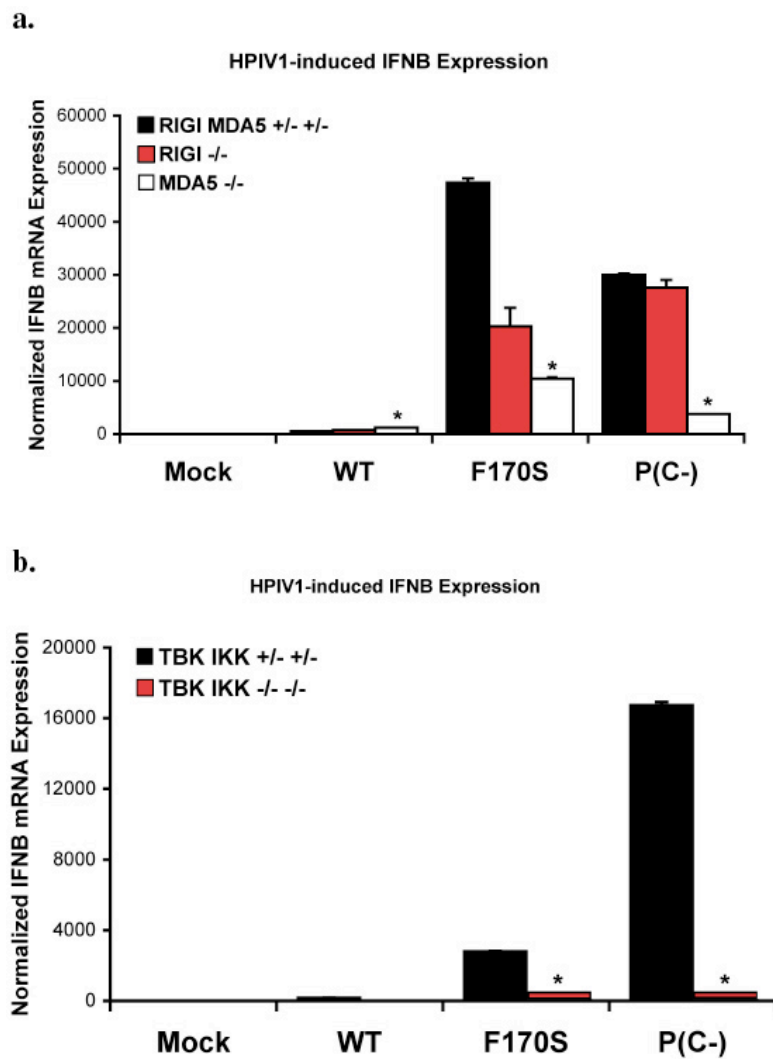 a.
HPIV1-induced IFNB Expression
Normalized IFNB mRNA Expression
60000
50000
40000
30000
20000
10000
0
RIGI MDA5 +/- +/-
RIGI -/-
MDA5 -/-
*
*
*
Mock WT F170S P(C-)
b.
HPIV1-induced IFNB Expression
Normalized IFNB mRNA Expression
20000
16000
12000
8000
4000
0
TBK IKK +/- +/-
TBK IKK -/- -/-
*
*
Mock WT F170S P(C-)